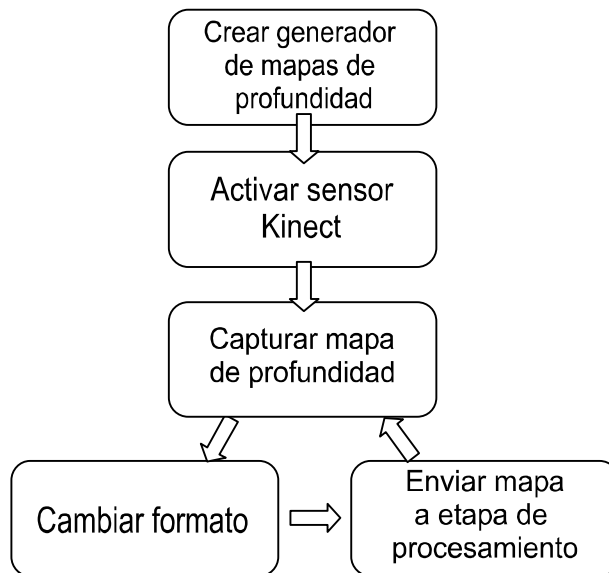 Crear generador
de mapas de
profundidad
Activar sensor
Kinect
Capturar mapa
de profundidad
Cambiar formato
Enviar mapa
a etapa de
procesamiento